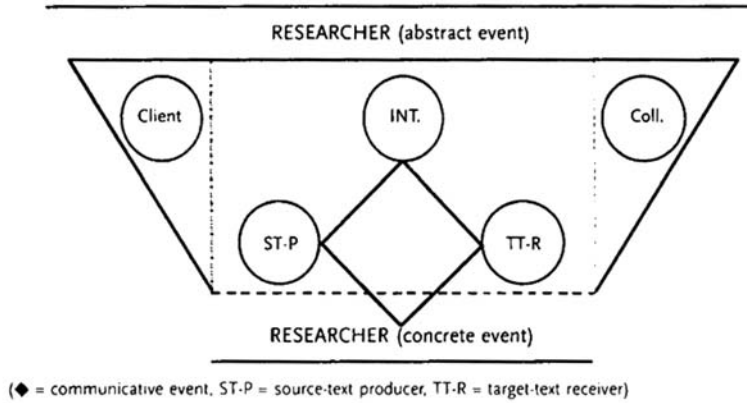 RESEARCHER (abstract event)
Client
INT.
Coll.
ST-P
TT-R
RESEARCHER (concrete event)
(◆ = communicative event, ST-P = source-text producer, TT-R = target-text receiver)